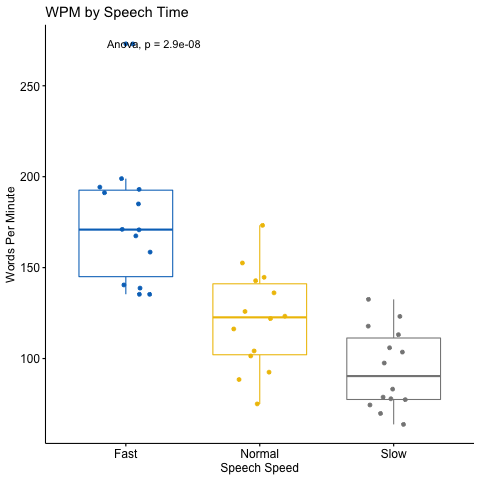 WPM by Speech Time
Anova, p = 2.9e-08
250
200
150
100
Words Per Minute
Fast
Normal
Slow
Speech Speed